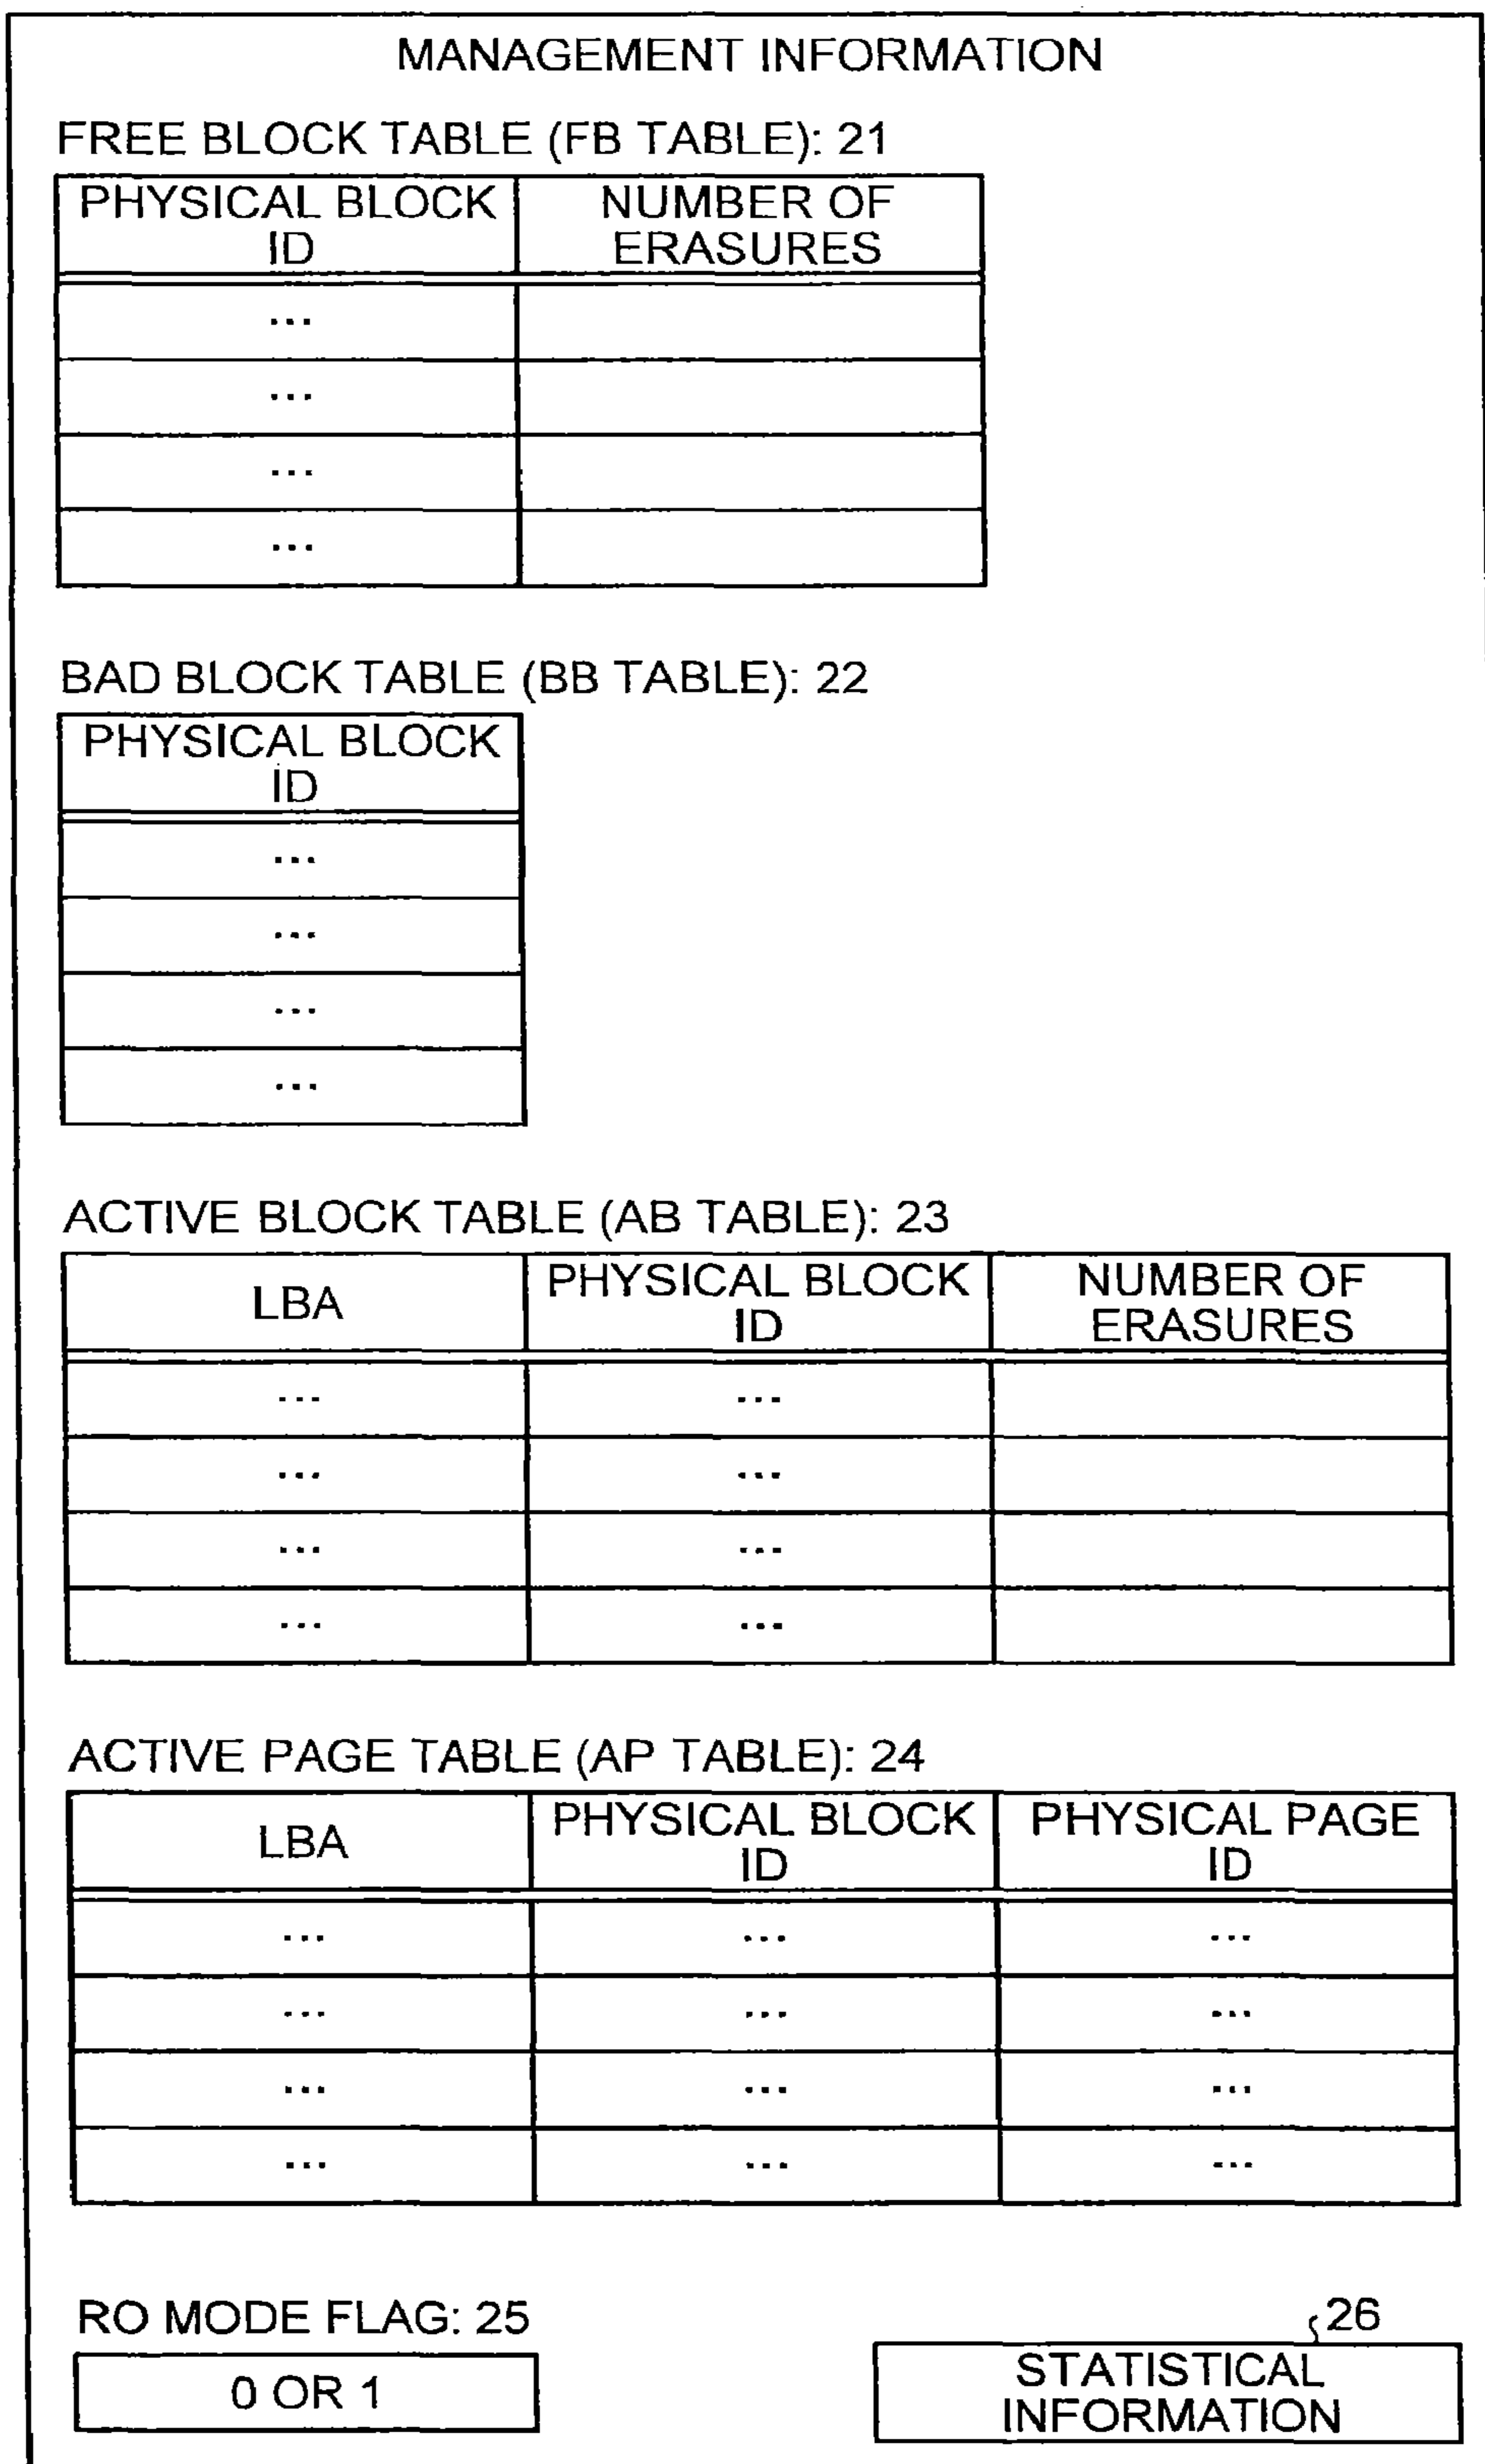 MANAGEMENT INFORMATION
FREE BLOCK TABLE (FB TABLE): 21
PHYSICAL BLOCK ID NUMBER OF ERASURES
...
...
...
...
BAD BLOCK TABLE (BB TABLE): 22
PHYSICAL BLOCK ID
...
...
...
...
ACTIVE BLOCK TABLE (AB TABLE): 23
LBA PHYSICAL BLOCK ID NUMBER OF ERASURES
... ...
... ...
... ...
... ...
ACTIVE PAGE TABLE (AP TABLE): 24
LBA PHYSICAL BLOCK ID PHYSICAL PAGE ID
... ... ...
... ... ...
... ... ...
... ... ...
RO MODE FLAG: 25
0 OR 1
26
STATISTICAL
INFORMATION